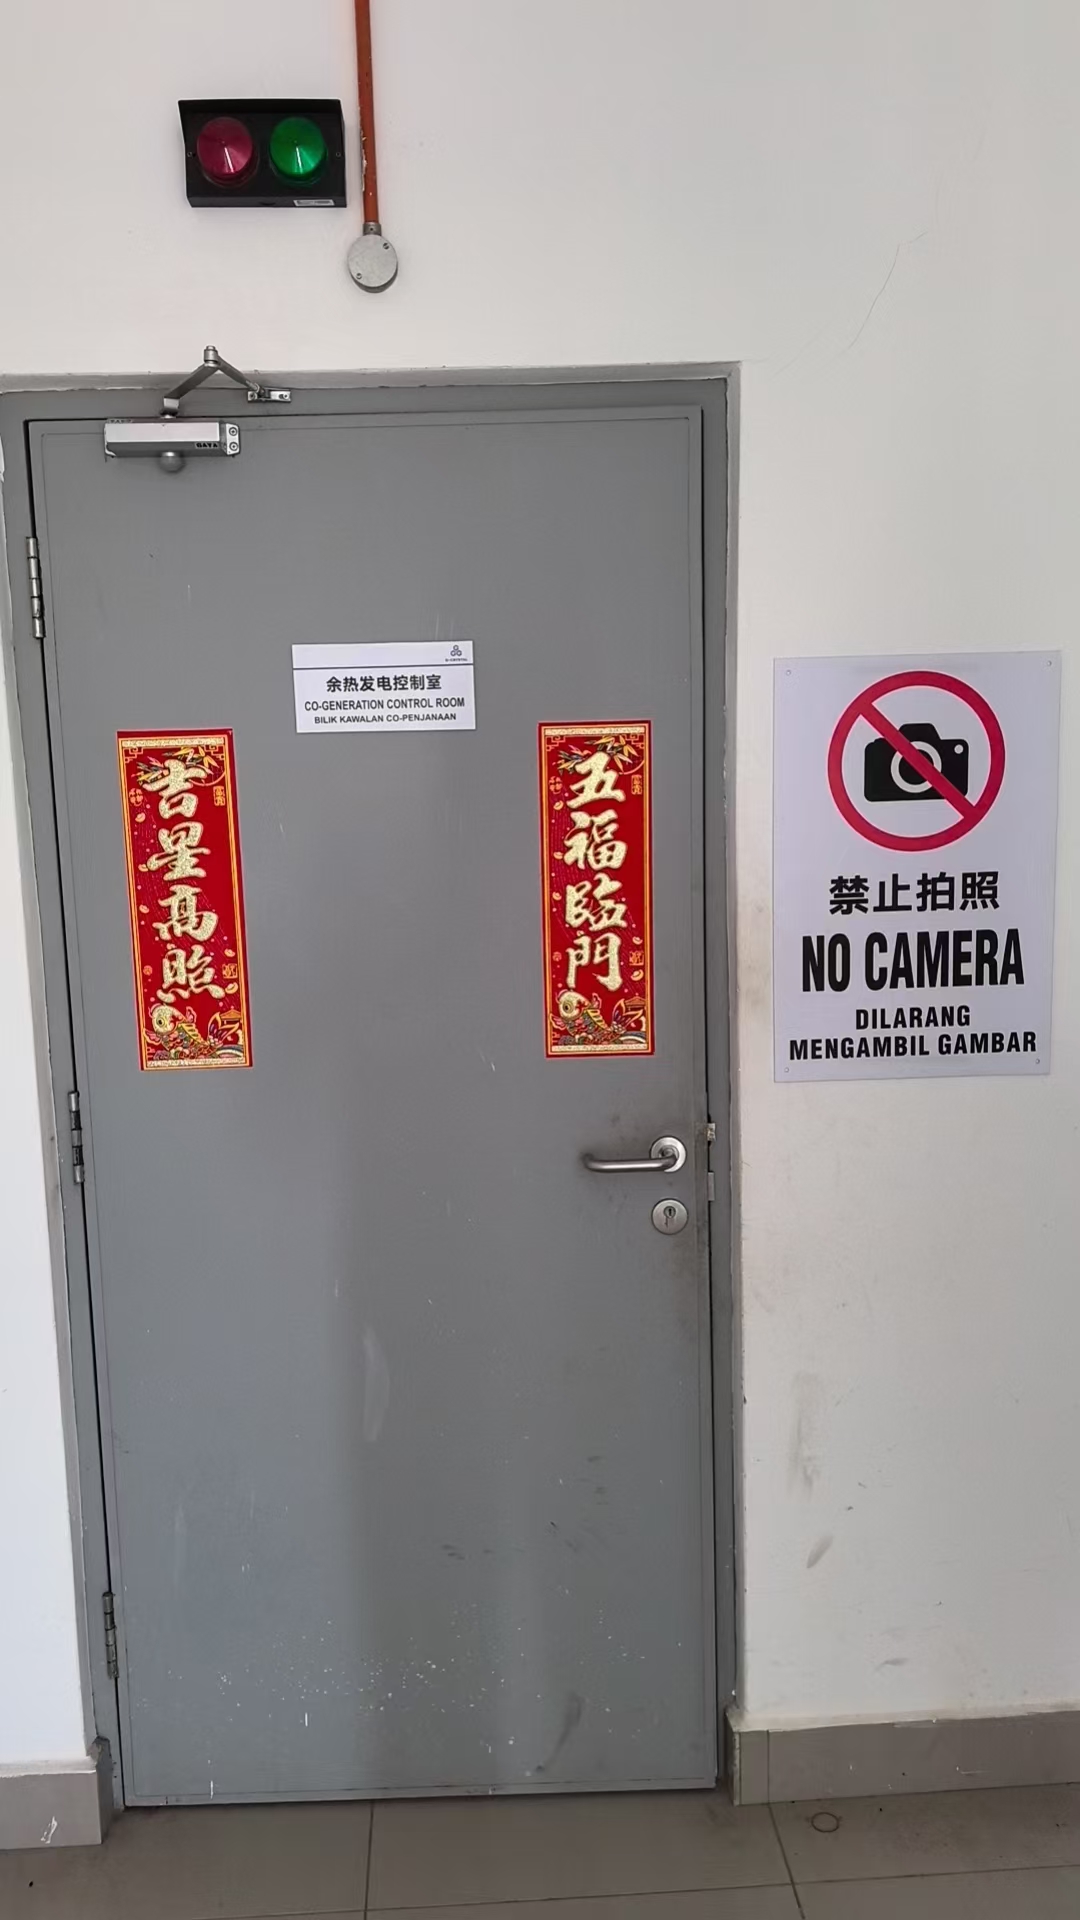 余热发电控制室
CO-GENERATION CONTROL ROOM
BILIK KAWALAN CO-PENJANAAN
吉星高照
五福臨門
禁止拍照
NO CAMERA
DILARANG
MENGAMBIL GAMBAR